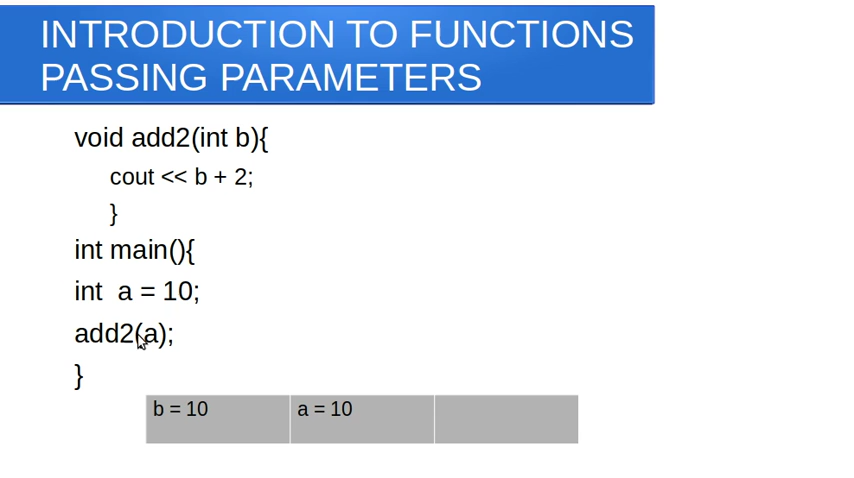 INTRODUCTION TO FUNCTIONS
PASSING PARAMETERS
void add2(int b){
cout << b + 2;
}
int main(){
int  a = 10;
add2(a);
}
b = 10 a = 10